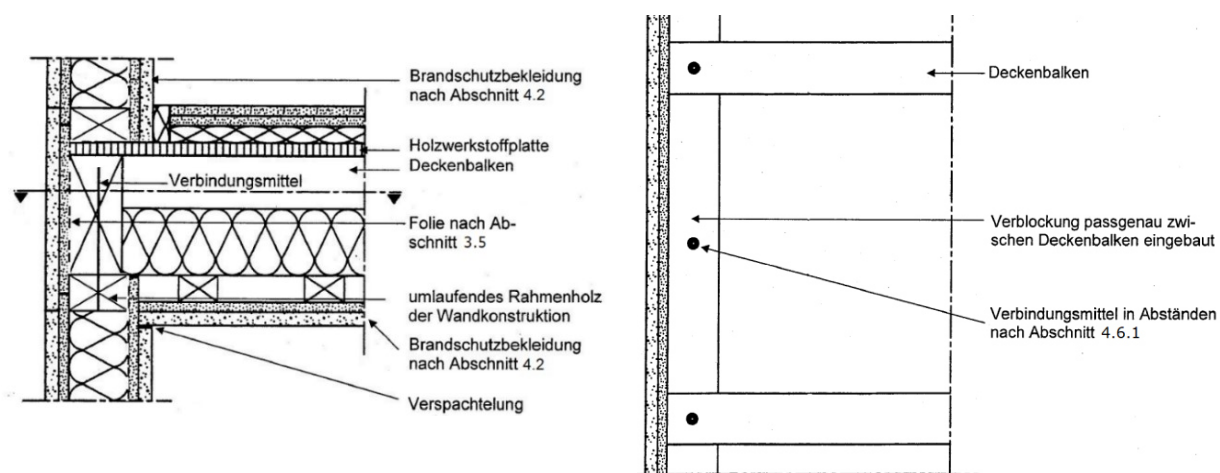 Brandschutzbekleidung
nach Abschnitt 4.2
Holzwerkstoffplatte
Deckenbalken
Verbindungsmittel
Folie nach Ab-
schnitt 3.5
umlaufendes Rahmenholz
der Wandkonstruktion
Brandschutzbekleidung
nach Abschnitt 4.2
Verspachtelung
Deckenbalken
Verblockung passgenau zwi-
schen Deckenbalken eingebaut
Verbindungsmittel in Abständen
nach Abschnitt 4.6.1